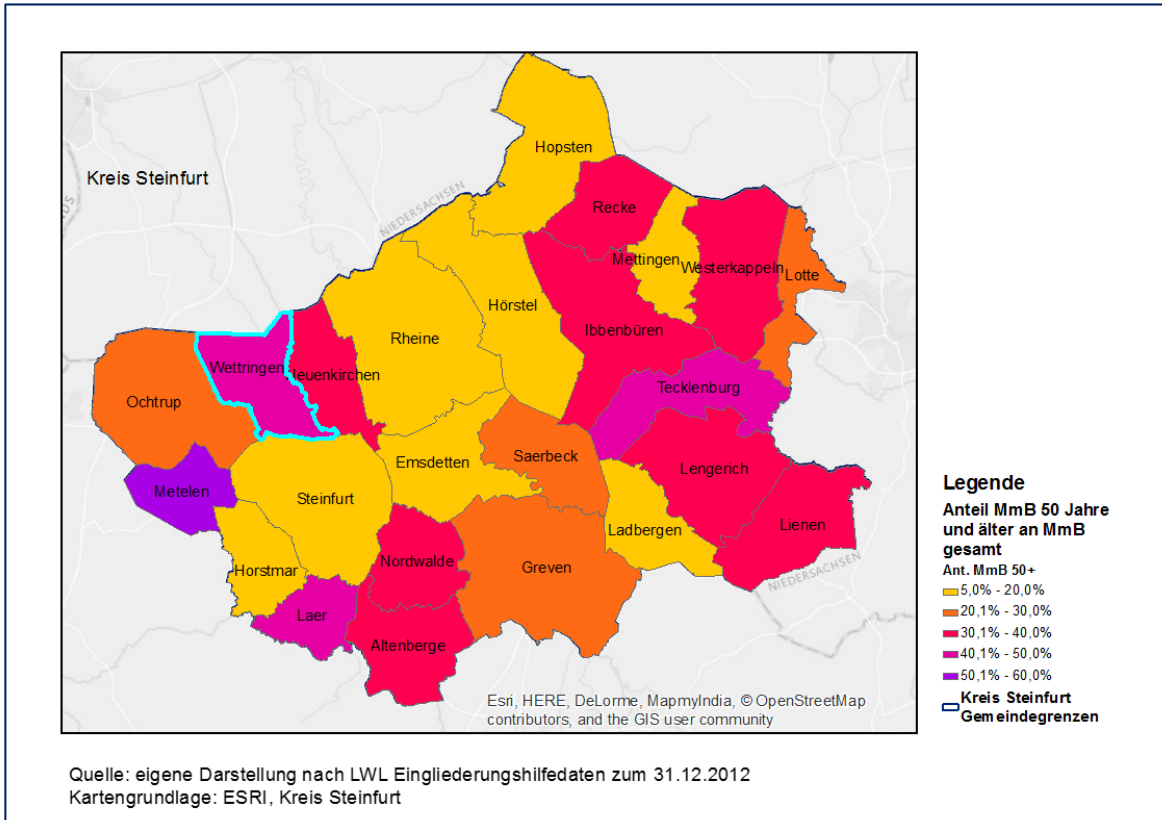 Kreis Steinfurt
NIEDERSACHSEN
Hopsten
Recke
Mettingen
Westerkappeln
Lotte
Hörstel
Ibbenbüren
Rheine
Wettringen
Neuenkirchen
Ochtrup
Tecklenburg
Emsdetten
Saerbeck
Lengerich
Metelen
Steinfurt
Lienen
Ladbergen
Nordwalde
Greven
Horstmar
NIEDERSACHSEN
Laer
Altenberge
Esri, HERE, DeLorme, MapmyIndia, © OpenStreetMap
contributors, and the GIS user community
Legende
Anteil MmB 50 Jahre
und älter an MmB
gesamt
Ant. MmB 50+
5,0% - 20,0%
20,1% - 30,0%
30,1% - 40,0%
40,1% - 50,0%
50,1% - 60,0%
Kreis Steinfurt
Gemeindegrenzen
Quelle: eigene Darstellung nach LWL Eingliederungshilfedaten zum 31.12.2012
Kartengrundlage: ESRI, Kreis Steinfurt